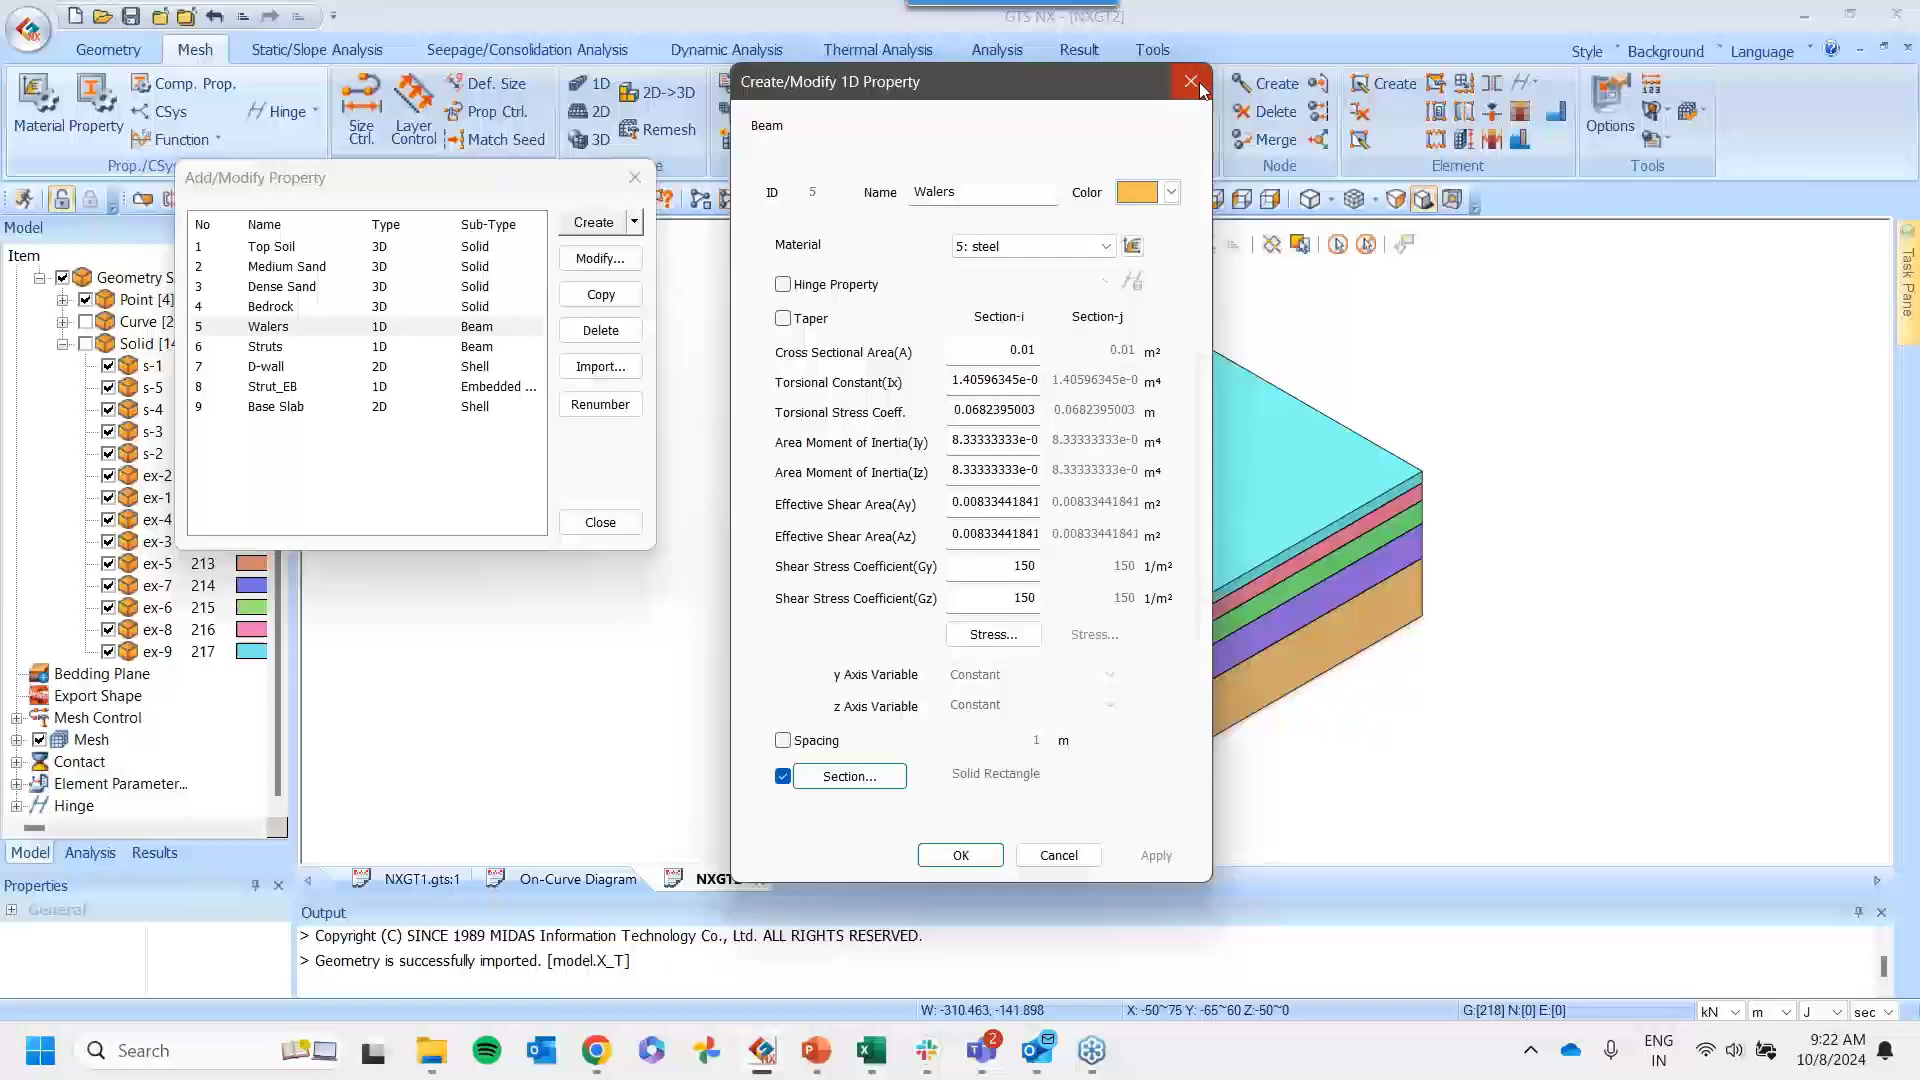 GTS NX - [NXGT2]
Geometry Mesh Static/Slope Analysis Seepage/Consolidation Analysis Dynamic Analysis Thermal Analysis Analysis Result Tools Style Background Language
Material Property Comp. Prop. CSys Function Hinge
Prop./CSy
Size Ctrl. Layer Control Def. Size Prop Ctrl. Match Seed
1D 2D 3D 2D->3D Remesh
Create Delete Merge
Node
Create
Element
Options
Tools
Model
Item
Geometry S
Point [4]
Curve [2
Solid [14
s-1
s-5
s-4
s-3
s-2
ex-2
ex-1
ex-4
ex-3
ex-5 213
ex-7 214
ex-6 215
ex-8 216
ex-9 217
Bedding Plane
Export Shape
Mesh Control
Mesh
Contact
Element Parameter...
Hinge
Model Analysis Results
Properties
General
Add/Modify Property
No Name Type Sub-Type
1 Top Soil 3D Solid
2 Medium Sand 3D Solid
3 Dense Sand 3D Solid
4 Bedrock 3D Solid
5 Walers 1D Beam
6 Struts 1D Beam
7 D-wall 2D Shell
8 Strut_EB 1D Embedded ...
9 Base Slab 2D Shell
Create
Modify...
Copy
Delete
Import...
Renumber
Close
Create/Modify 1D Property
Beam
ID 5 Name Walers Color
Material 5: steel
Hinge Property
Taper Section-i Section-j
Cross Sectional Area(A) 0.01 0.01 m²
Torsional Constant(Ix) 1.40596345e-0 1.40596345e-0 m⁴
Torsional Stress Coeff. 0.0682395003 0.0682395003 m
Area Moment of Inertia(Iy) 8.33333333e-0 8.33333333e-0 m⁴
Area Moment of Inertia(Iz) 8.33333333e-0 8.33333333e-0 m⁴
Effective Shear Area(Ay) 0.00833441841 0.00833441841 m²
Effective Shear Area(Az) 0.00833441841 0.00833441841 m²
Shear Stress Coefficient(Gy) 150 150 1/m²
Shear Stress Coefficient(Gz) 150 150 1/m²
Stress... Stress...
y Axis Variable Constant
z Axis Variable Constant
Spacing 1 m
Section... Solid Rectangle
OK Cancel Apply
Task Pane
NXGT1.gts:1 On-Curve Diagram NXGT2
Output
> Copyright (C) SINCE 1989 MIDAS Information Technology Co., Ltd. ALL RIGHTS RESERVED.
> Geometry is successfully imported. [model.X_T]
W: -310.463, -141.898 X: -50~75 Y: -65~60 Z:-50~0 G:[218] N:[0] E:[0] kN m J sec
Search
2
ENG
IN
9:22 AM
10/8/2024